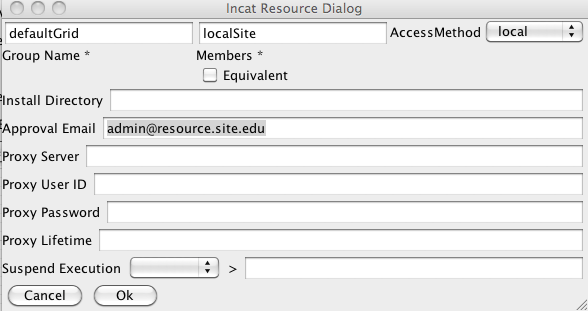 Incat Resource Dialog
defaultGrid localSite AccessMethod local
Group Name * Members *
Equivalent
Install Directory
Approval Email admin@resource.site.edu
Proxy Server
Proxy User ID
Proxy Password
Proxy Lifetime
Suspend Execution >
Cancel Ok